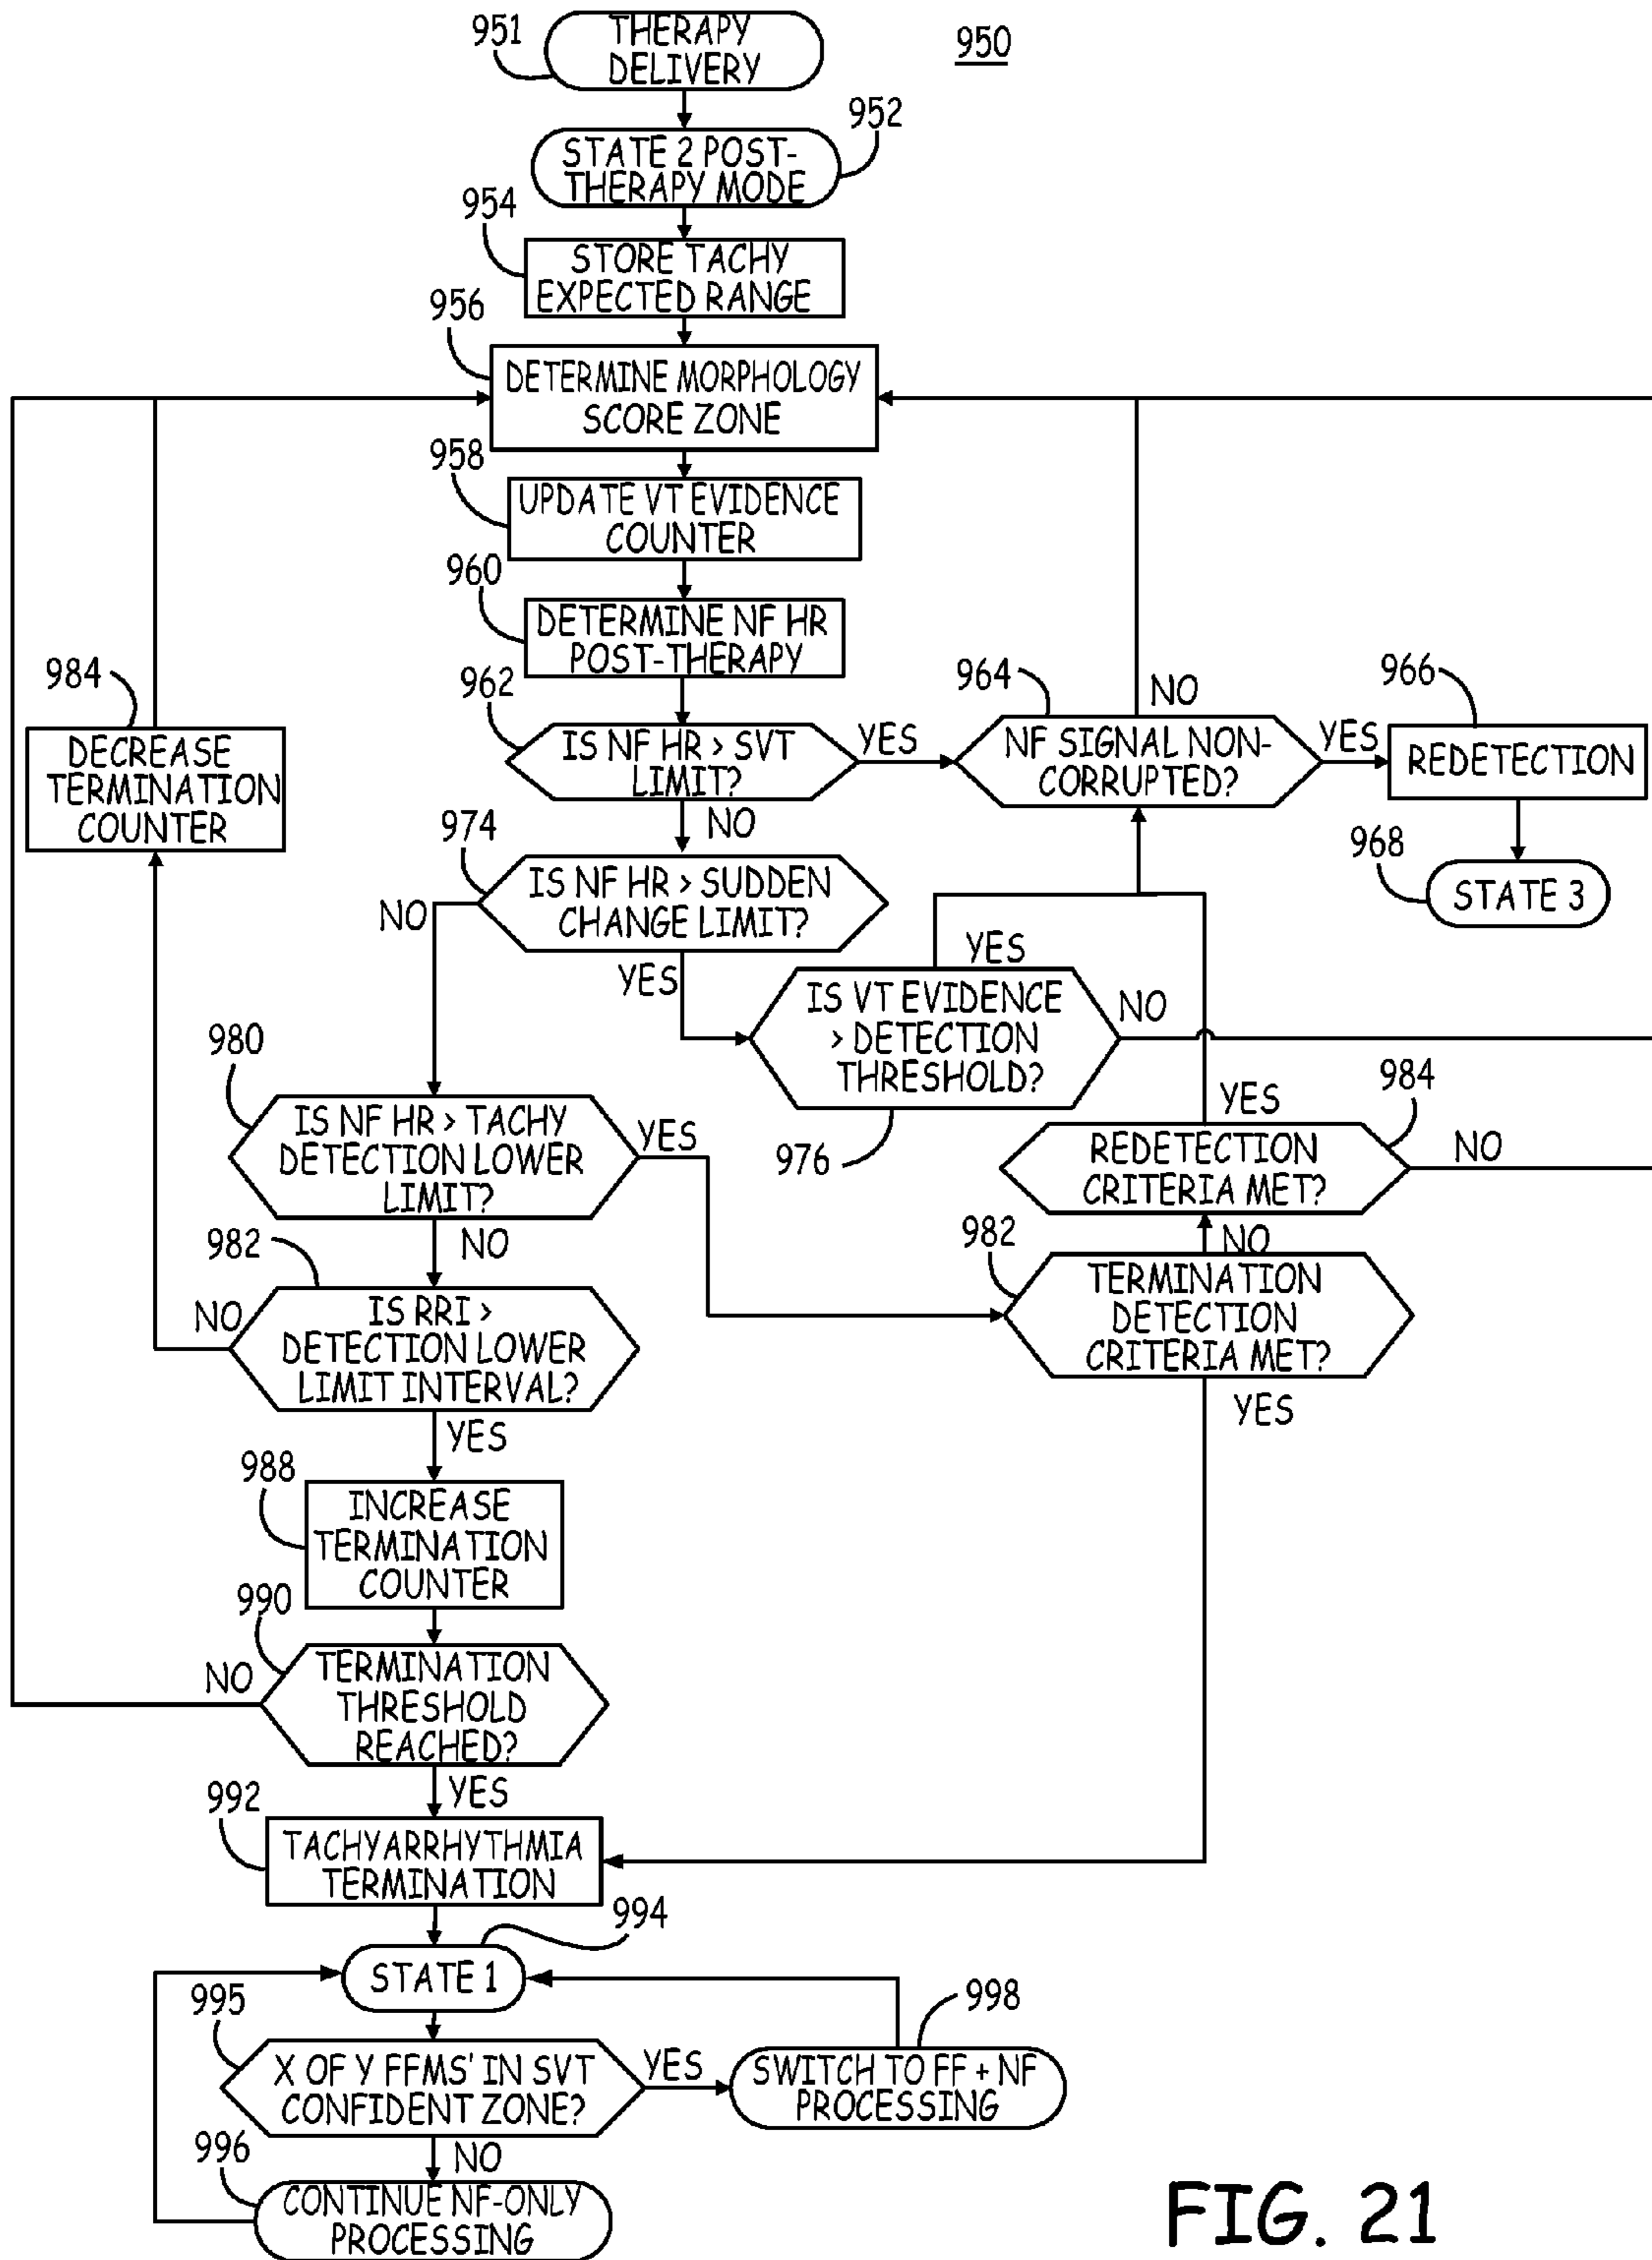 951
THERAPY
DELIVERY
950
952
STATE 2 POST-
THERAPY MODE
954
STORE TACHY
EXPECTED RANGE
956
DETERMINE MORPHOLOGY
SCORE ZONE
958
UPDATE VT EVIDENCE
COUNTER
960
DETERMINE NF HR
POST-THERAPY
962
IS NF HR > SVT
LIMIT?
YES
NO
964
NF SIGNAL NON-
CORRUPTED?
NO
YES
966
REDETECTION
968
STATE 3
984
DECREASE
TERMINATION
COUNTER
974
IS NF HR > SUDDEN
CHANGE LIMIT?
NO
YES
IS VT EVIDENCE
> DETECTION
THRESHOLD?
YES
NO
976
980
IS NF HR > TACHY
DETECTION LOWER
LIMIT?
YES
NO
984
REDETECTION
CRITERIA MET?
YES
NO
982
TERMINATION
DETECTION
CRITERIA MET?
NO
YES
982
IS RRI >
DETECTION LOWER
LIMIT INTERVAL?
NO
YES
988
INCREASE
TERMINATION
COUNTER
990
TERMINATION
THRESHOLD
REACHED?
NO
YES
992
TACHYARRHYTHMIA
TERMINATION
994
STATE 1
995
X OF Y FFMS' IN SVT
CONFIDENT ZONE?
YES
NO
998
SWITCH TO FF + NF
PROCESSING
996
CONTINUE NF-ONLY
PROCESSING
FIG. 21